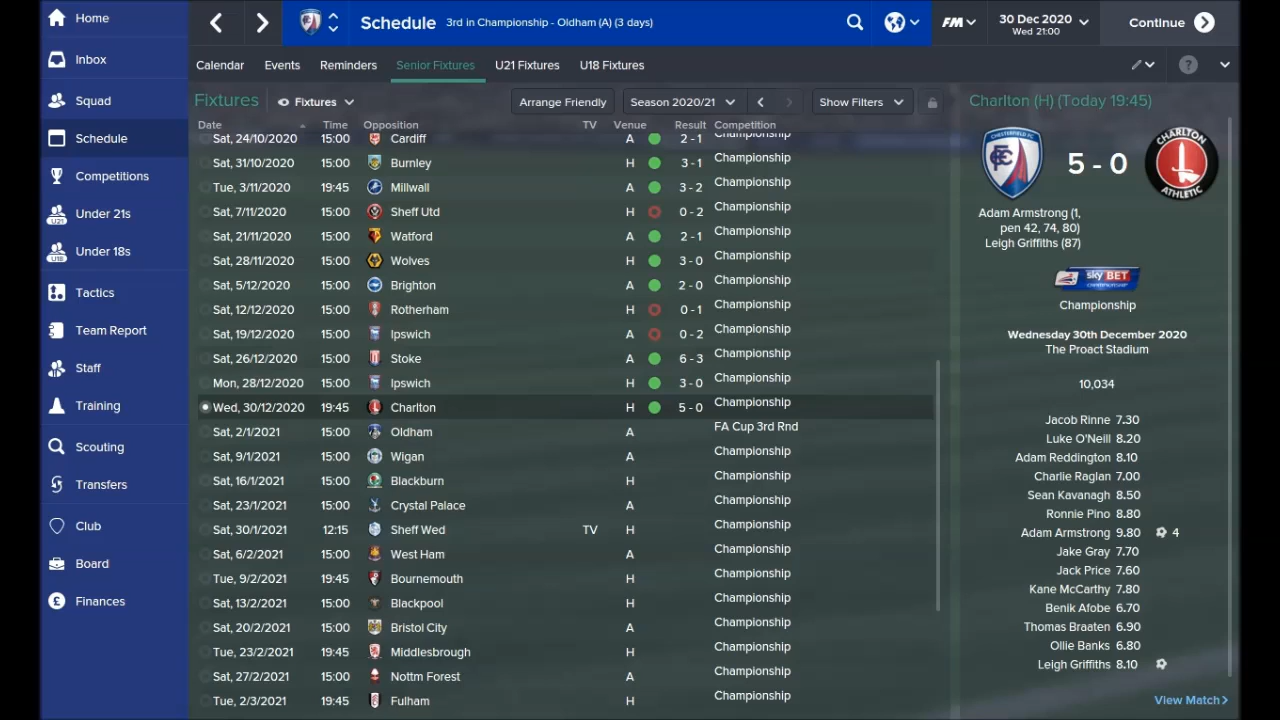 Home
Inbox
Squad
Schedule
Competitions
Under 21s
Under 18s
Tactics
Team Report
Staff
Training
Scouting
Transfers
Club
Board
Finances
Schedule 3rd in Championship - Oldham (A) (3 days)
FM 30 Dec 2020
Wed 21:00
Continue
Calendar Events Reminders Senior Fixtures U21 Fixtures U18 Fixtures
Fixtures Fixtures Arrange Friendly Season 2020/21 Show Filters
Date Time Opposition TV Venue Result Competition
Sat, 24/10/2020 15:00 Cardiff A 2 - 1 Championship
Sat, 31/10/2020 15:00 Burnley H 3 - 1 Championship
Tue, 3/11/2020 19:45 Millwall A 3 - 2 Championship
Sat, 7/11/2020 15:00 Sheff Utd H 0 - 2 Championship
Sat, 21/11/2020 15:00 Watford A 2 - 1 Championship
Sat, 28/11/2020 15:00 Wolves H 3 - 0 Championship
Sat, 5/12/2020 15:00 Brighton A 2 - 0 Championship
Sat, 12/12/2020 15:00 Rotherham H 0 - 1 Championship
Sat, 19/12/2020 15:00 Ipswich A 0 - 2 Championship
Sat, 26/12/2020 15:00 Stoke A 6 - 3 Championship
Mon, 28/12/2020 15:00 Ipswich H 3 - 0 Championship
Wed, 30/12/2020 19:45 Charlton H 5 - 0 Championship
Sat, 2/1/2021 15:00 Oldham A FA Cup 3rd Rnd
Sat, 9/1/2021 15:00 Wigan A Championship
Sat, 16/1/2021 15:00 Blackburn H Championship
Sat, 23/1/2021 15:00 Crystal Palace A Championship
Sat, 30/1/2021 12:15 Sheff Wed TV H Championship
Sat, 6/2/2021 15:00 West Ham A Championship
Tue, 9/2/2021 19:45 Bournemouth H Championship
Sat, 13/2/2021 15:00 Blackpool H Championship
Sat, 20/2/2021 15:00 Bristol City A Championship
Tue, 23/2/2021 19:45 Middlesbrough H Championship
Sat, 27/2/2021 15:00 Nottm Forest A Championship
Tue, 2/3/2021 19:45 Fulham H Championship
Charlton (H) (Today 19:45)
CHESTERFIELD FC
5 - 0
CHARLTON ATHLETIC
Adam Armstrong (1,
pen 42, 74, 80)
Leigh Griffiths (87)
sky BET
CHAMPIONSHIP
Championship
Wednesday 30th December 2020
The Proact Stadium
10,034
Jacob Rinne 7.30
Luke O'Neill 8.20
Adam Reddington 8.10
Charlie Raglan 7.00
Sean Kavanagh 8.50
Ronnie Pino 8.80
Adam Armstrong 9.80 4
Jake Gray 7.70
Jack Price 7.60
Kane McCarthy 7.80
Benik Afobe 6.70
Thomas Braaten 6.90
Ollie Banks 6.80
Leigh Griffiths 8.10
View Match